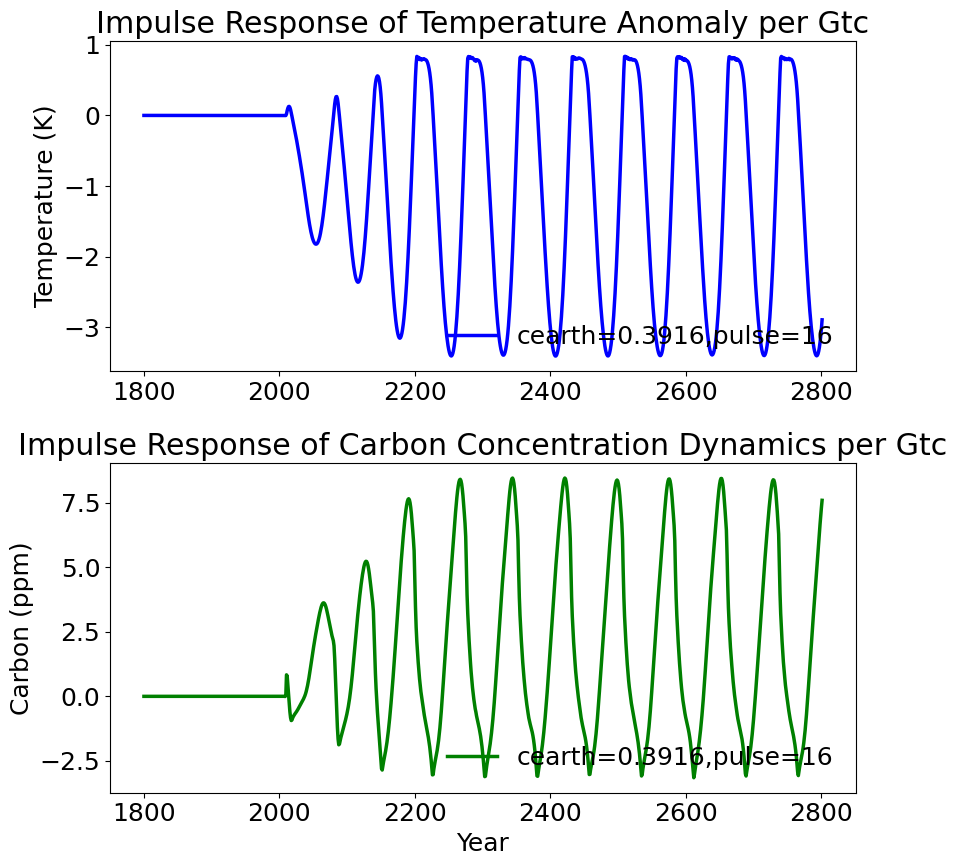 Impulse Response of Temperature Anomaly per Gtc
1
0
−1
−2
−3
Temperature (K)
cearth=0.3916,pulse=16
1800 2000 2200 2400 2600 2800
Impulse Response of Carbon Concentration Dynamics per Gtc
7.5
5.0
2.5
0.0
−2.5
Carbon (ppm)
cearth=0.3916,pulse=16
1800 2000 2200 2400 2600 2800
Year